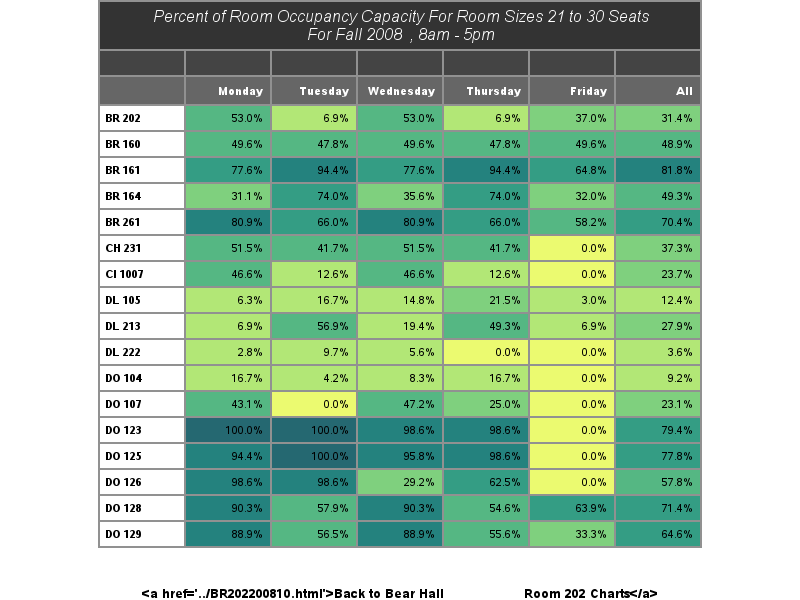 Percent of Room Occupancy Capacity For Room Sizes 21 to 30 Seats
For Fall 2008 , 8am - 5pm
Monday Tuesday Wednesday Thursday Friday All
BR 202 53.0% 6.9% 53.0% 6.9% 37.0% 31.4%
BR 160 49.6% 47.8% 49.6% 47.8% 49.6% 48.9%
BR 161 77.6% 94.4% 77.6% 94.4% 64.8% 81.8%
BR 164 31.1% 74.0% 35.6% 74.0% 32.0% 49.3%
BR 261 80.9% 66.0% 80.9% 66.0% 58.2% 70.4%
CH 231 51.5% 41.7% 51.5% 41.7% 0.0% 37.3%
CI 1007 46.6% 12.6% 46.6% 12.6% 0.0% 23.7%
DL 105 6.3% 16.7% 14.8% 21.5% 3.0% 12.4%
DL 213 6.9% 56.9% 19.4% 49.3% 6.9% 27.9%
DL 222 2.8% 9.7% 5.6% 0.0% 0.0% 3.6%
DO 104 16.7% 4.2% 8.3% 16.7% 0.0% 9.2%
DO 107 43.1% 0.0% 47.2% 25.0% 0.0% 23.1%
DO 123 100.0% 100.0% 98.6% 98.6% 0.0% 79.4%
DO 125 94.4% 100.0% 95.8% 98.6% 0.0% 77.8%
DO 126 98.6% 98.6% 29.2% 62.5% 0.0% 57.8%
DO 128 90.3% 57.9% 90.3% 54.6% 63.9% 71.4%
DO 129 88.9% 56.5% 88.9% 55.6% 33.3% 64.6%
<a href='../BR202200810.html'>Back to Bear Hall Room 202 Charts</a>